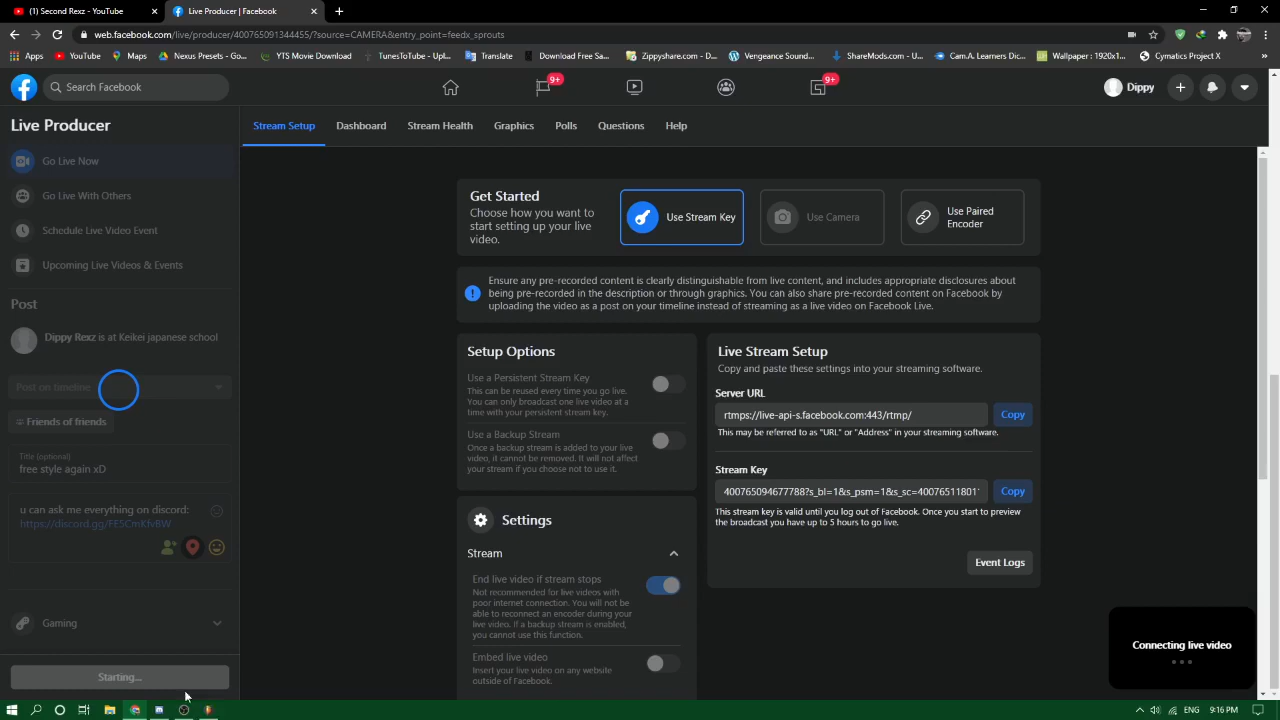 (1) Second Rexz - YouTube
Live Producer | Facebook
web.facebook.com/live/producer/400765091344455/?source=CAMERA&entry_point=feedx_sprouts
Apps
YouTube
Maps
Nexus Presets - Go...
YTS Movie Download
TunesToTube - Upl...
Translate
Download Free Sa...
Zippyshare.com - D...
Vengeance Sound...
ShareMods.com - U...
Cam.A. Learners Dict...
Wallpaper : 1920x1...
Cymatics Project X
Search Facebook
9+
9+
Dippy
Live Producer
Go Live Now
Go Live With Others
Schedule Live Video Event
Upcoming Live Videos & Events
Post
Dippy Rexz is at Keikei japanese school
Post on timeline
Friends of friends
Title (optional)
free style again xD
u can ask me everything on discord:
Gaming
Starting...
Stream Setup
Dashboard
Stream Health
Graphics
Polls
Questions
Help
Get Started
Choose how you want
to start setting up your live
video.
Use Stream Key
Use Camera
Use Paired
Encoder
Ensure any pre-recorded content is clearly distinguishable from live content, and includes appropriate disclosures about
being pre-recorded in the description or through graphics. You can also share pre-recorded content on Facebook by
uploading the video as a post on your timeline instead of streaming as a live video on Facebook Live.
Setup Options
Use a Persistent Stream Key
This can be reused every time you go live.
You can only broadcast one live video at a
time with your persistent stream key.
Use a Backup Stream
Once a backup stream is added to your live
video, it cannot be removed. It will not affect
your stream if you choose not to use it.
Settings
Stream
End live video if stream stops
Not recommended for live videos with
poor internet connection. You will not be
able to reconnect an encoder during your
live video. If a backup stream is enabled,
you cannot use this function.
Embed live video
Insert your live video on any website
outside of Facebook.
Live Stream Setup
Copy and paste these settings into your streaming software.
Server URL
rtmps://live-api-s.facebook.com:443/rtmp/
Copy
This may be referred to as "URL" or "Address" in your streaming software.
Stream Key
400765094677788?s_bl=1&s_psm=1&s_sc=40076511801
Copy
This stream key is valid until you log out of Facebook. Once you start to preview
the broadcast you have up to 5 hours to go live.
Event Logs
Connecting live video
ENG
9:16 PM